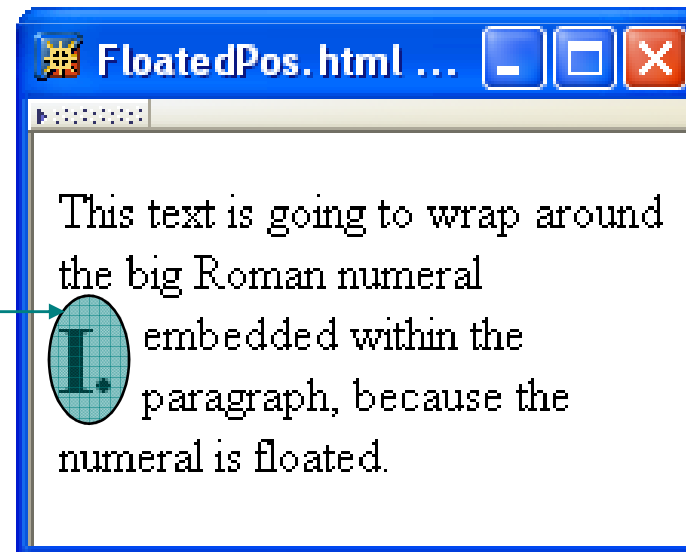 FloatedPos.html ...
This text is going to wrap around
the big Roman numeral
I. embedded within the
paragraph, because the
numeral is floated.